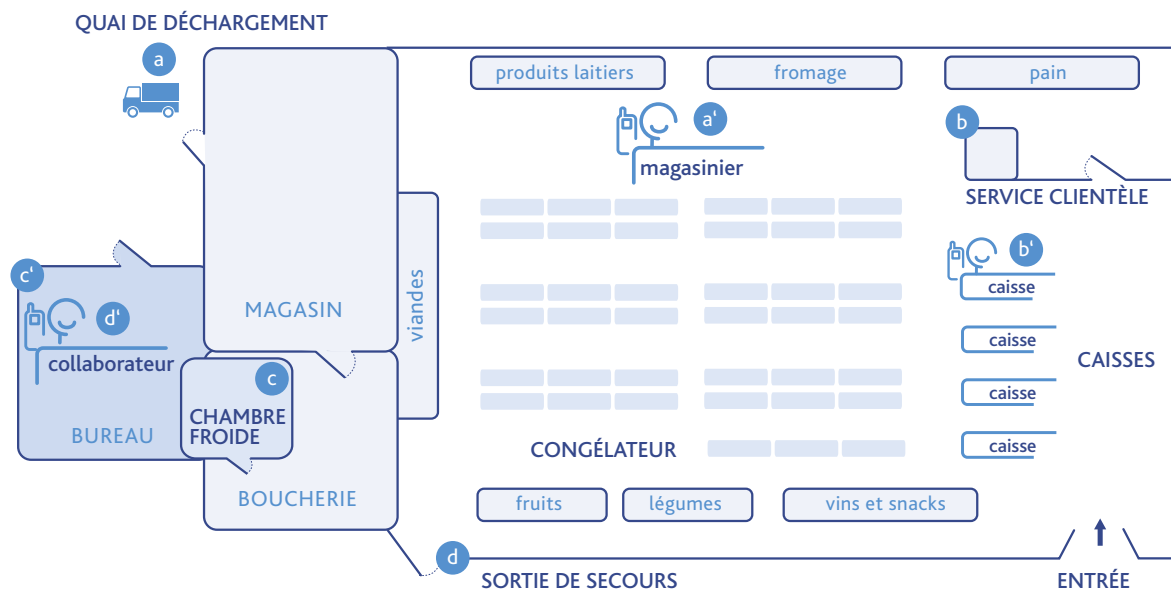 QUAI DE DÉCHARGEMENT
a
produits laitiers
fromage
pain
a'
magasinier
b
SERVICE CLIENTÈLE
b'
caisse
caisse
caisse
caisse
CAISSES
viandes
MAGASIN
c'
d'
collaborateur
BUREAU
c
CHAMBRE
FROIDE
BOUCHERIE
CONGÉLATEUR
fruits
légumes
vins et snacks
d
SORTIE DE SECOURS
ENTRÉE